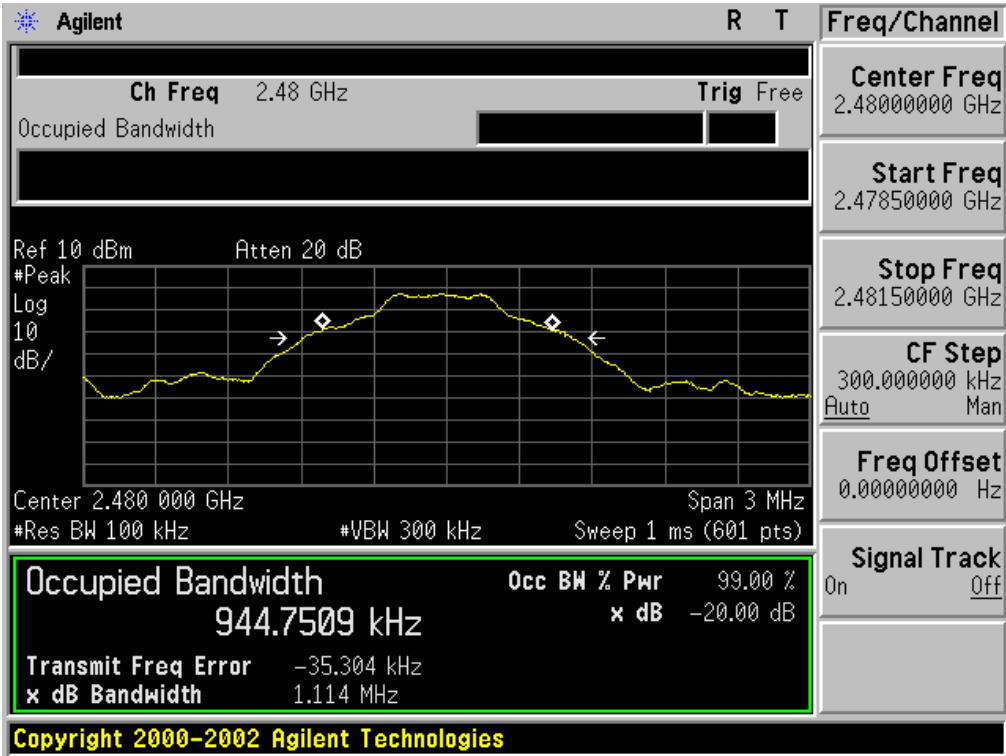 Agilent R T Freq/Channel
Ch Freq 2.48 GHz Trig Free
Occupied Bandwidth
Center Freq
2.48000000 GHz
Start Freq
2.47850000 GHz
Stop Freq
2.48150000 GHz
CF Step
300.000000 kHz
Auto Man
Freq Offset
0.00000000 Hz
Signal Track
On Off
Ref 10 dBm Atten 20 dB
#Peak
Log
10
dB/
Center 2.480 000 GHz Span 3 MHz
#Res BW 100 kHz #VBW 300 kHz Sweep 1 ms (601 pts)
Occupied Bandwidth Occ BW % Pwr 99.00 %
944.7509 kHz x dB -20.00 dB
Transmit Freq Error -35.304 kHz
x dB Bandwidth 1.114 MHz
Copyright 2000-2002 Agilent Technologies